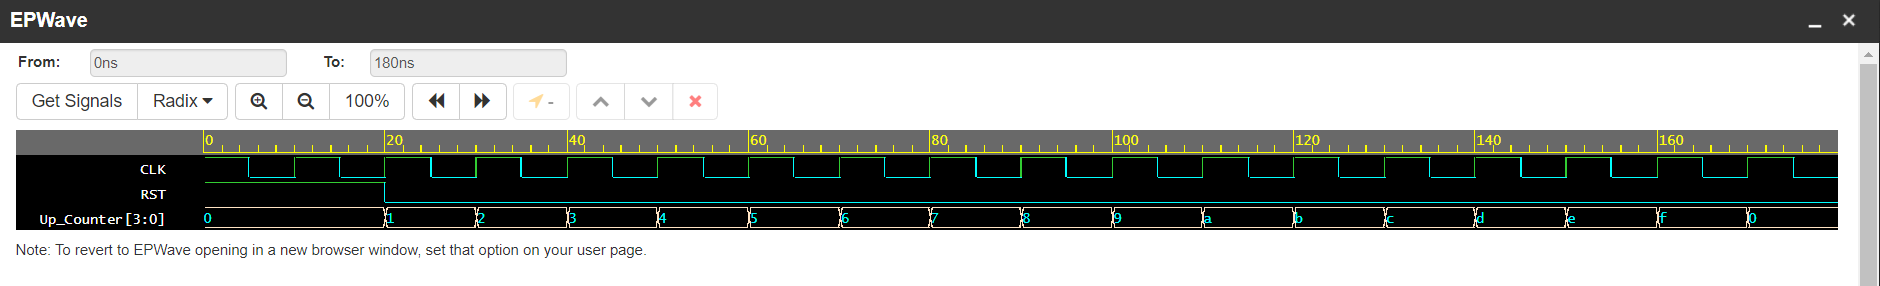 EPWave
From: 0ns To: 180ns
Get Signals Radix 100% -
0 20 40 60 80 100 120 140 160
CLK
RST
Up_Counter[3:0] 0 1 2 3 4 5 6 7 8 9 a b c d e f 0
Note: To revert to EPWave opening in a new browser window, set that option on your user page.